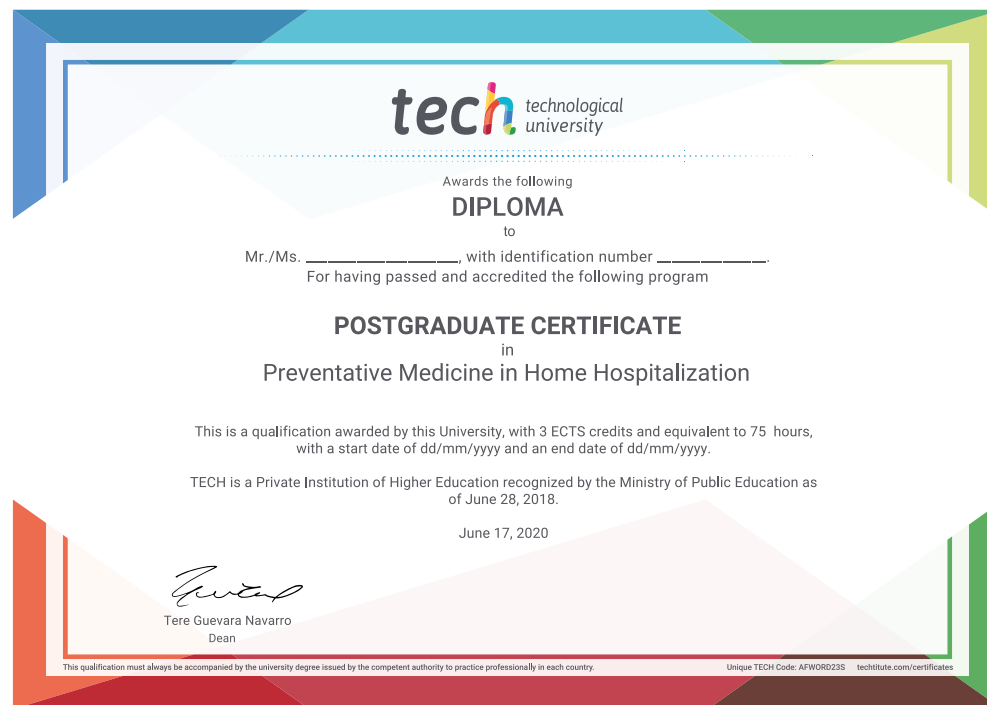 tech technological
university
Awards the following
DIPLOMA
to
Mr./Ms. __________________, with identification number _____________.
For having passed and accredited the following program
POSTGRADUATE CERTIFICATE
in
Preventative Medicine in Home Hospitalization
This is a qualification awarded by this University, with 3 ECTS credits and equivalent to 75 hours,
with a start date of dd/mm/yyyy and an end date of dd/mm/yyyy.
TECH is a Private Institution of Higher Education recognized by the Ministry of Public Education as
of June 28, 2018.
June 17, 2020
Tere Guevara Navarro
Dean
This qualification must always be accompanied by the university degree issued by the competent authority to practice professionally in each country. Unique TECH Code: AFWORD23S techtitute.com/certificates